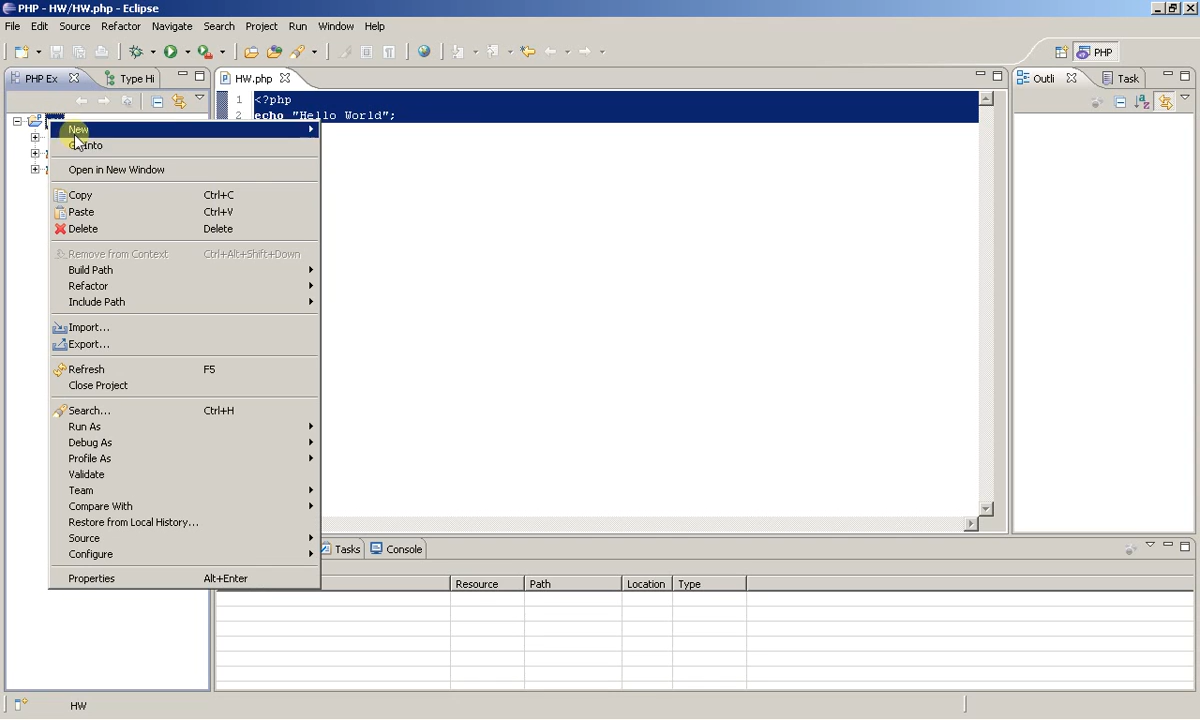 PHP - HW/HW.php - Eclipse
File Edit Source Refactor Navigate Search Project Run Window Help
PHP
PHP Ex Type Hi HW.php Outli Task
1 <?php
2 echo "Hello World";
New
Into
Open in New Window
Copy Ctrl+C
Paste Ctrl+V
Delete Delete
Remove from Context Ctrl+Alt+Shift+Down
Build Path
Refactor
Include Path
Import...
Export...
Refresh F5
Close Project
Search... Ctrl+H
Run As
Debug As
Profile As
Validate
Team
Compare With
Restore from Local History...
Source
Configure
Properties Alt+Enter
Tasks Console
Resource Path Location Type
HW